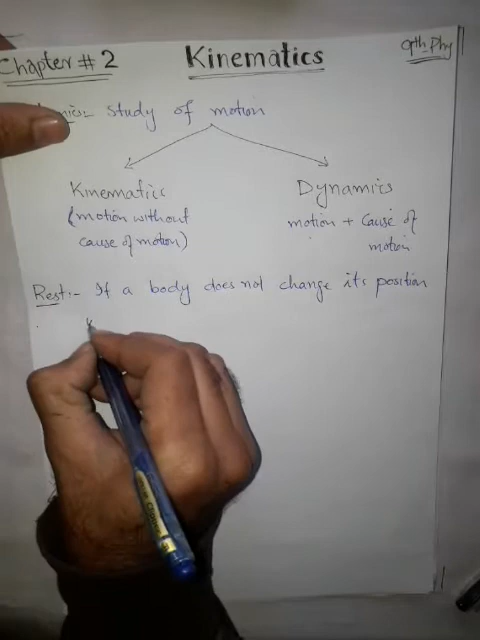 Chapter # 2 Kinematics 9th Phy
study of motion
Kinematics Dynamics
(motion without motion + cause of
cause of motion) motion
Rest:- If a body does not change its position